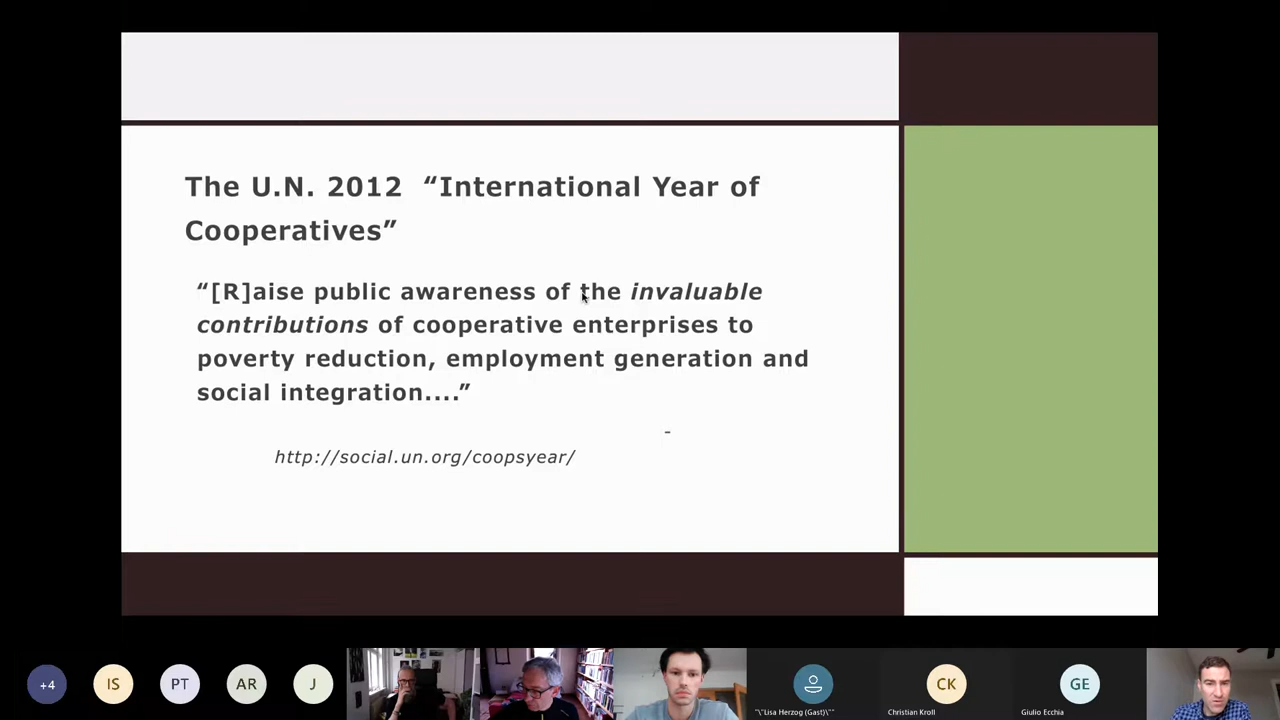 The U.N. 2012 “International Year of
Cooperatives”
“[R]aise public awareness of the invaluable
contributions of cooperative enterprises to
poverty reduction, employment generation and
social integration....”
-
http://social.un.org/coopsyear/
+4
IS
PT
AR
J
"\"Lisa Herzog (Gast)\""
CK
Christian Kroll
GE
Giulio Ecchia